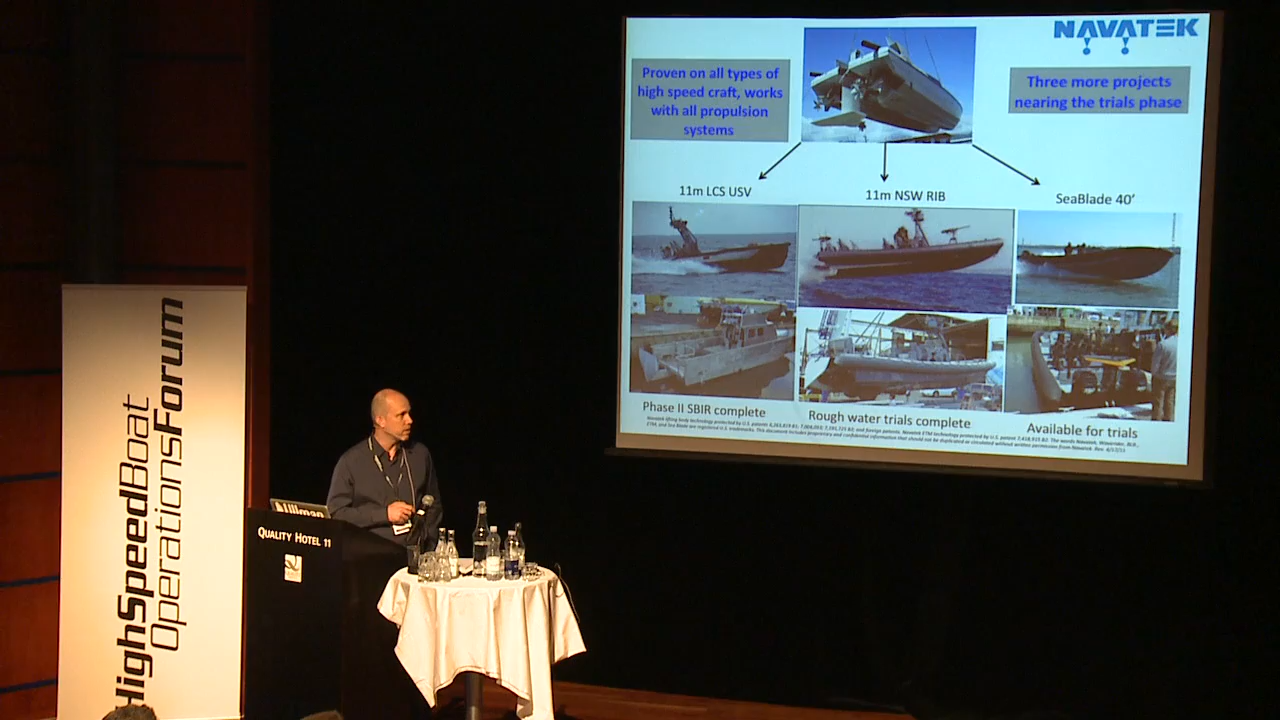 NAVATEK
Proven on all types of
high speed craft, works
with all propulsion
systems
Three more projects
nearing the trials phase
11m LCS USV
11m NSW RIB
SeaBlade 40'
Phase II SBIR complete
Rough water trials complete
Available for trials
HighSpeedBoat
OperationsForum
Ullman
QUALITY HOTEL 11